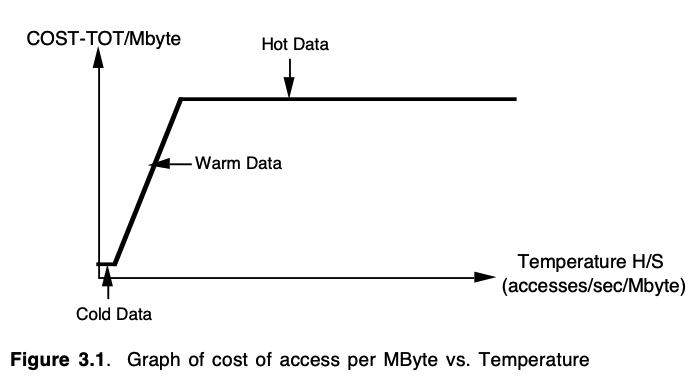 COST-TOT/Mbyte
Hot Data
Warm Data
Temperature H/S
(accesses/sec/Mbyte)
Cold Data
Figure 3.1. Graph of cost of access per MByte vs. Temperature